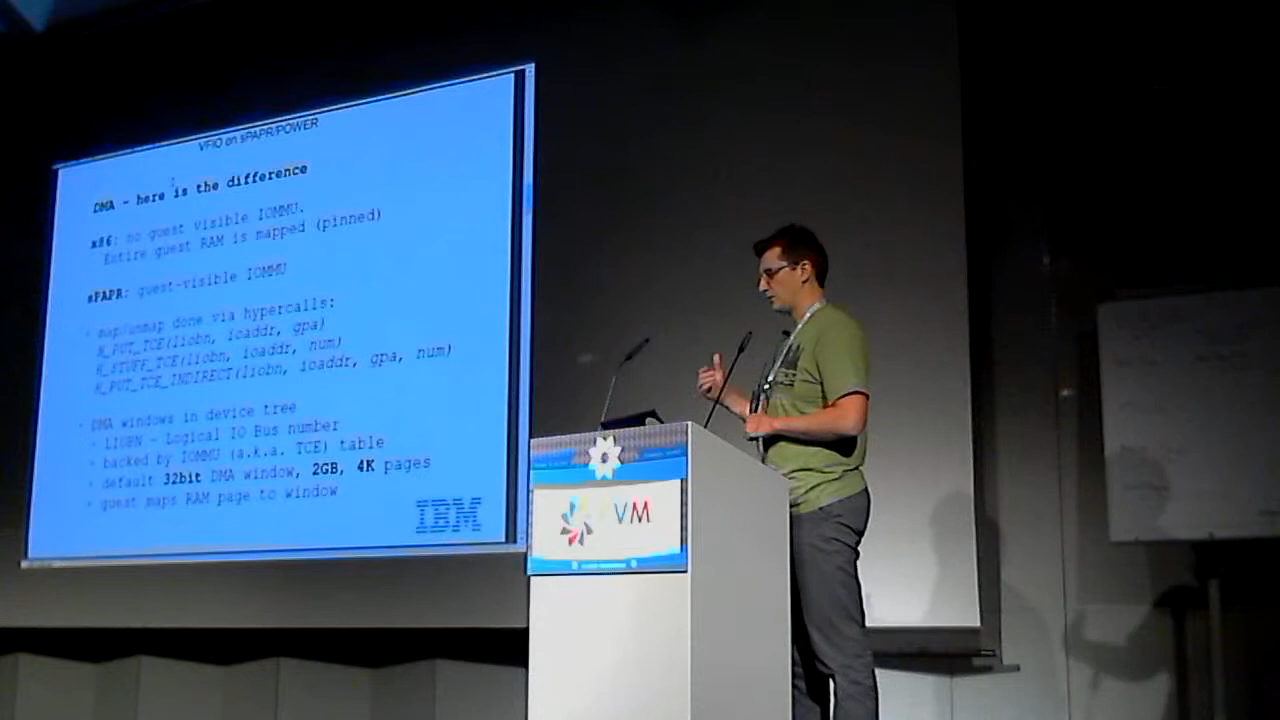 VFIO on sPAPR/POWER
DMA - here is the difference
x86: no guest visible IOMMU.
Entire guest RAM is mapped (pinned)
sPAPR: guest-visible IOMMU
map/unmap done via hypercalls:
H_PUT_TCE(liobn, ioaddr, gpa)
H_STUFF_TCE(liobn, ioaddr, num)
H_PUT_TCE_INDIRECT(liobn, ioaddr, gpa, num)
DMA windows in device tree
LIOBN - Logical IO Bus number
backed by IOMMU (a.k.a. TCE) table
default 32bit DMA window, 2GB, 4K pages
guest maps RAM page to window
IBM
VM